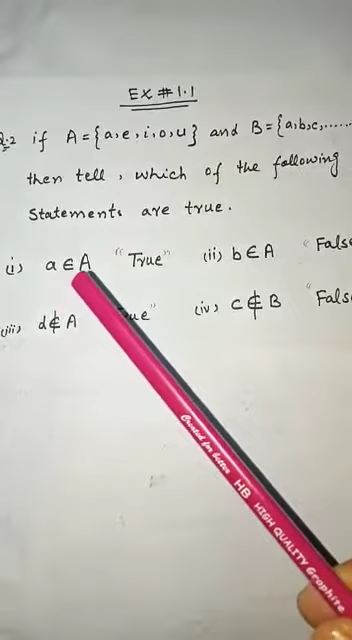 EX # 1.1
Q.2 if A = {a,e,i,o,u} and B = {a,b,c,......
then tell, which of the following
Statements are true.
(i) a ∈ A "True" (ii) b ∈ A "False
(iii) d ∉ A (iv) c ∉ B "False
Created for better HB HIGH QUALITY Graphite